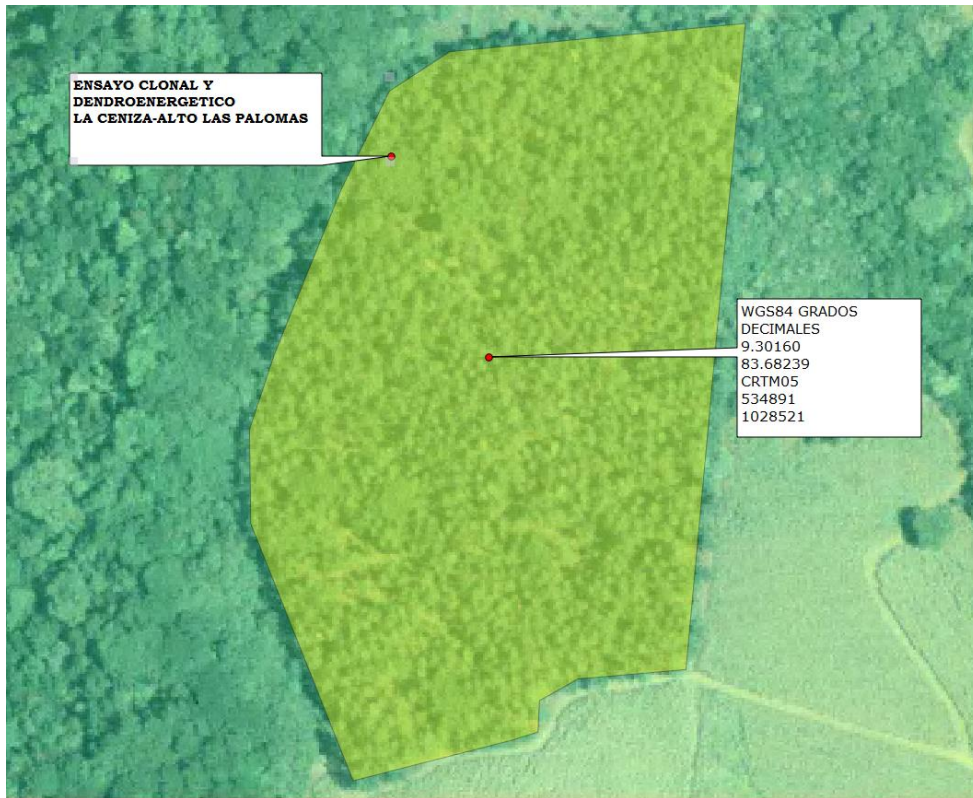 ENSAYO CLONAL Y
DENDROENERGETICO
LA CENIZA-ALTO LAS PALOMAS
WGS84 GRADOS
DECIMALES
9.30160
83.68239
CRTM05
534891
1028521